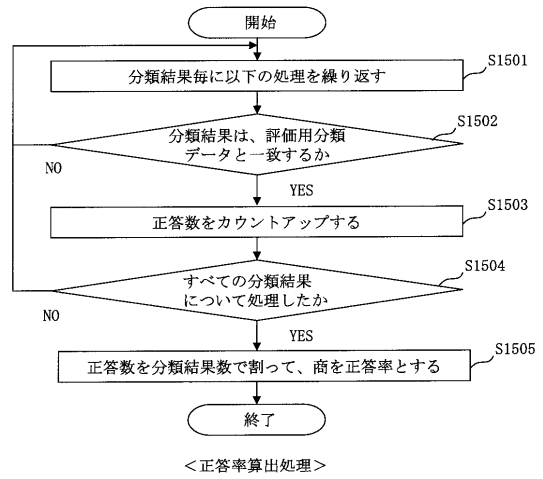 開始
分類結果毎に以下の処理を繰り返す
S1501
分類結果は、評価用分類
データと一致するか
S1502
NO
YES
正答数をカウントアップする
S1503
すべての分類結果
について処理したか
S1504
NO
YES
正答数を分類結果数で割って、商を正答率とする
S1505
終了
＜正答率算出処理＞